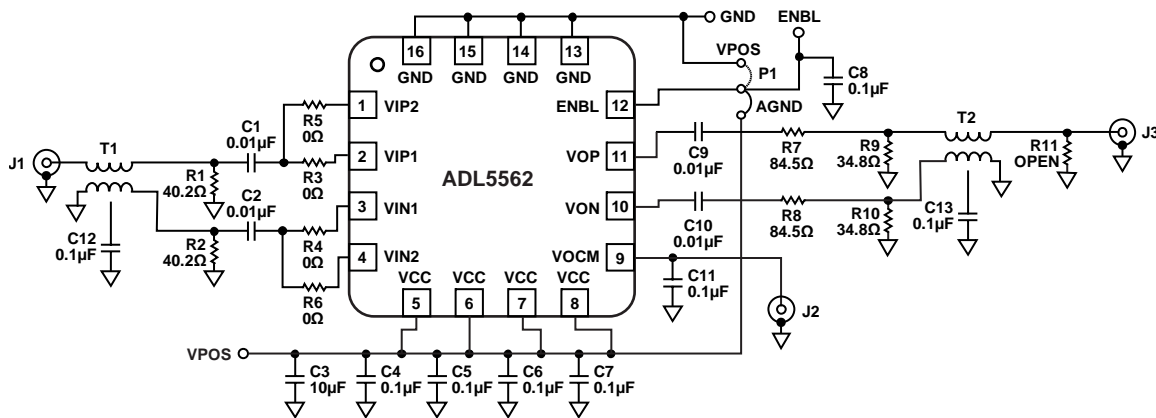 GND
ENBL
16
15
14
13
GND
GND
GND
GND
VPOS
P1
C8
0.1µF
1
VIP2
ENBL
12
AGND
R5
0Ω
C1
0.01µF
T1
T2
J1
J3
2
VIP1
VOP
11
C9
0.01µF
R7
84.5Ω
R9
34.8Ω
R11
OPEN
R1
40.2Ω
R3
0Ω
ADL5562
C2
0.01µF
3
VIN1
VON
10
C10
0.01µF
R8
84.5Ω
R10
34.8Ω
C13
0.1µF
C12
0.1µF
R2
40.2Ω
R4
0Ω
4
VIN2
VOCM
9
R6
0Ω
VCC
VCC
VCC
VCC
5
6
7
8
C11
0.1µF
J2
VPOS
C3
10µF
C4
0.1µF
C5
0.1µF
C6
0.1µF
C7
0.1µF